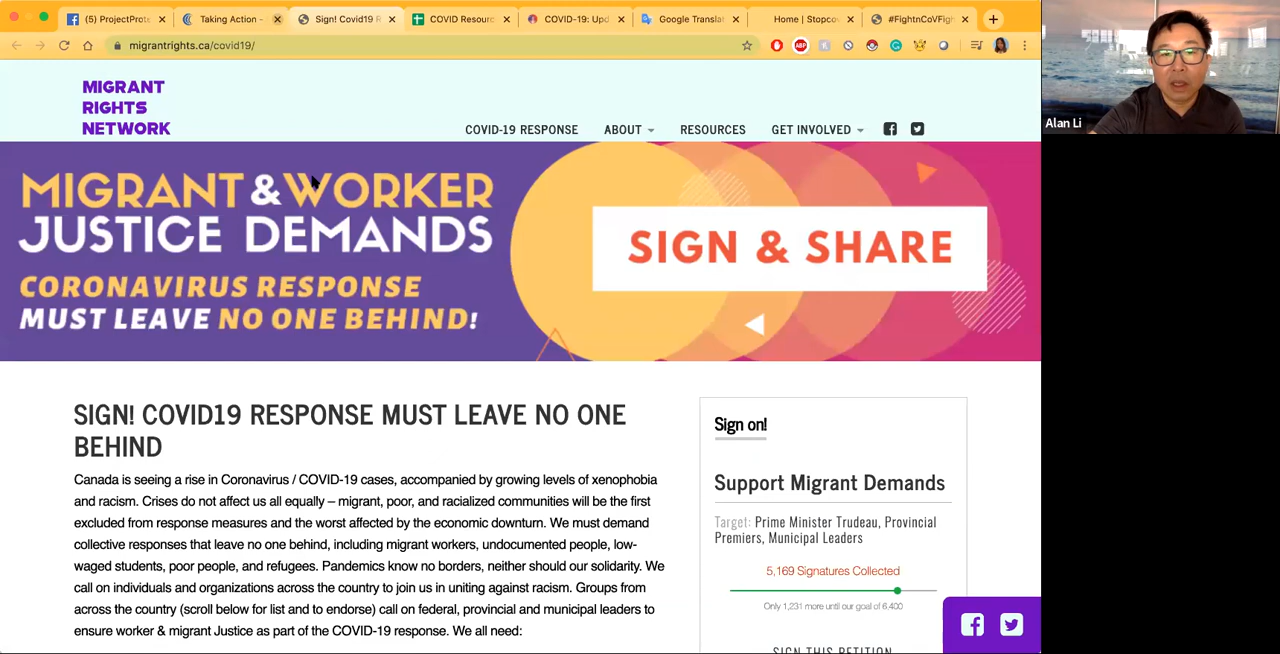 (5) ProjectProte
Taking Action -
Sign! Covid19 R
COVID Resourc
COVID-19: Upd
Google Translat
Home | Stopcov
#FightnCoVFigh
migrantrights.ca/covid19/
ABP
Alan Li
MIGRANT
RIGHTS
NETWORK
COVID-19 RESPONSE ABOUT RESOURCES GET INVOLVED
MIGRANT & WORKER
JUSTICE DEMANDS
CORONAVIRUS RESPONSE
MUST LEAVE NO ONE BEHIND!
SIGN & SHARE
SIGN! COVID19 RESPONSE MUST LEAVE NO ONE
BEHIND
Canada is seeing a rise in Coronavirus / COVID-19 cases, accompanied by growing levels of xenophobia
and racism. Crises do not affect us all equally – migrant, poor, and racialized communities will be the first
excluded from response measures and the worst affected by the economic downturn. We must demand
collective responses that leave no one behind, including migrant workers, undocumented people, low-
waged students, poor people, and refugees. Pandemics know no borders, neither should our solidarity. We
call on individuals and organizations across the country to join us in uniting against racism. Groups from
across the country (scroll below for list and to endorse) call on federal, provincial and municipal leaders to
ensure worker & migrant Justice as part of the COVID-19 response. We all need:
Sign on!
Support Migrant Demands
Target: Prime Minister Trudeau, Provincial
Premiers, Municipal Leaders
5,169 Signatures Collected
Only 1,231 more until our goal of 6,400
SIGN THIS PETITION